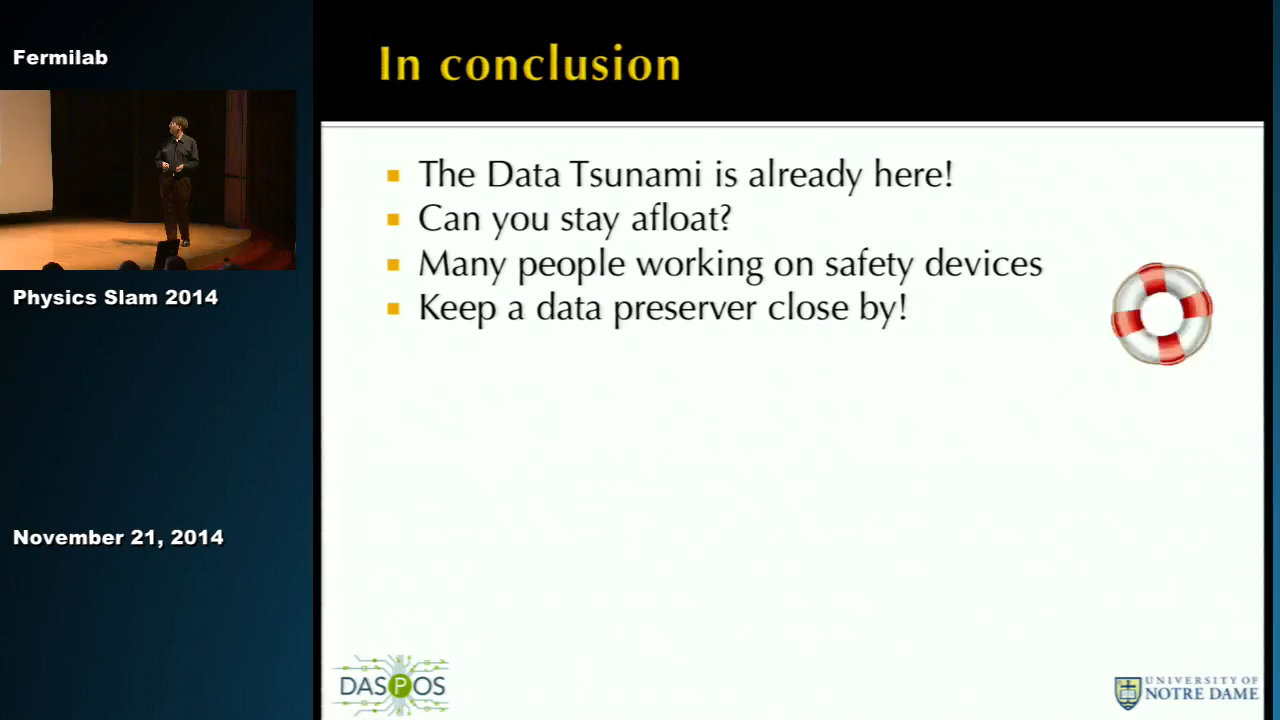 Fermilab
Physics Slam 2014
November 21, 2014
In conclusion
The Data Tsunami is already here!
Can you stay afloat?
Many people working on safety devices
Keep a data preserver close by!
DASPOS
UNIVERSITY OF
NOTRE DAME